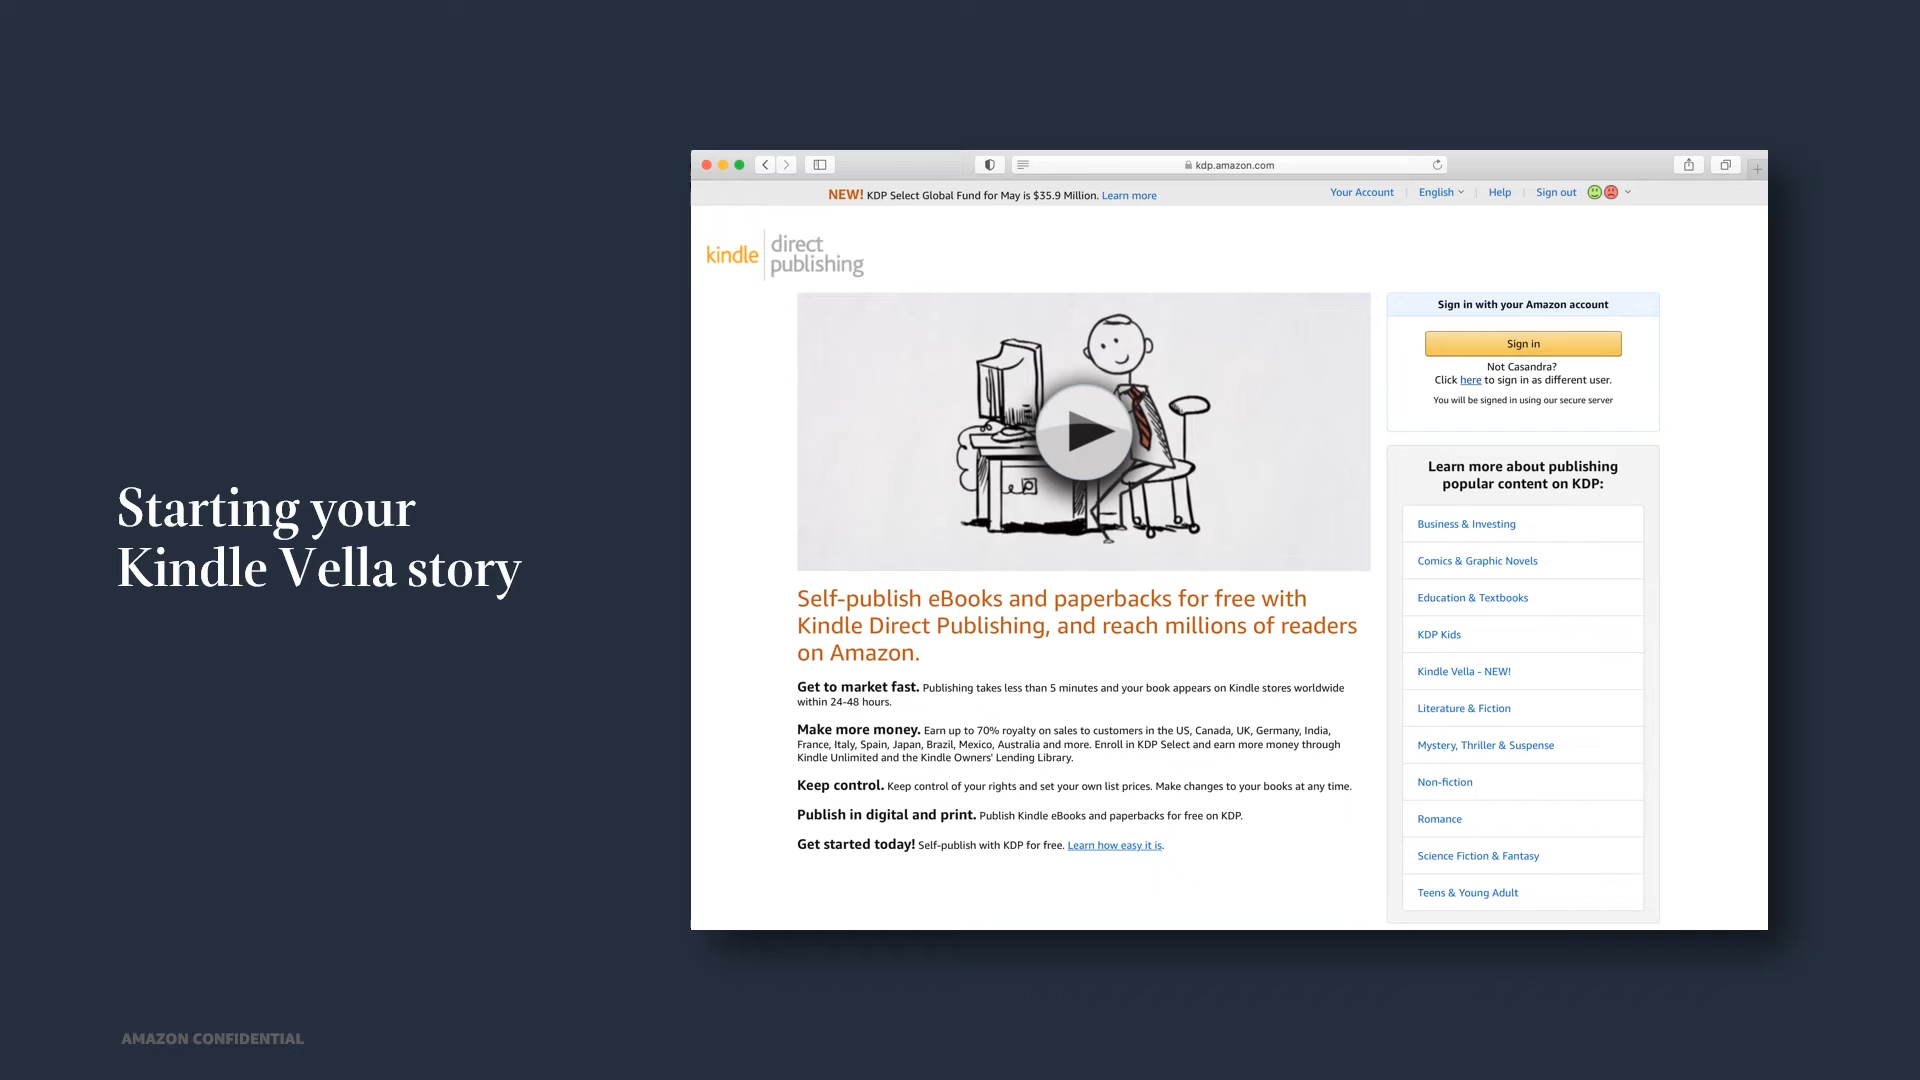 Starting your
Kindle Vella story
AMAZON CONFIDENTIAL
kdp.amazon.com
NEW! KDP Select Global Fund for May is $35.9 Million. Learn more
Your Account
English
Help
Sign out
kindle
direct
publishing
Self-publish eBooks and paperbacks for free with
Kindle Direct Publishing, and reach millions of readers
on Amazon.
Get to market fast. Publishing takes less than 5 minutes and your book appears on Kindle stores worldwide
within 24-48 hours.
Make more money. Earn up to 70% royalty on sales to customers in the US, Canada, UK, Germany, India,
France, Italy, Spain, Japan, Brazil, Mexico, Australia and more. Enroll in KDP Select and earn more money through
Kindle Unlimited and the Kindle Owners' Lending Library.
Keep control. Keep control of your rights and set your own list prices. Make changes to your books at any time.
Publish in digital and print. Publish Kindle eBooks and paperbacks for free on KDP.
Get started today! Self-publish with KDP for free. Learn how easy it is.
Sign in with your Amazon account
Sign in
Not Casandra?
Click here to sign in as different user.
You will be signed in using our secure server
Learn more about publishing
popular content on KDP:
Business & Investing
Comics & Graphic Novels
Education & Textbooks
KDP Kids
Kindle Vella - NEW!
Literature & Fiction
Mystery, Thriller & Suspense
Non-fiction
Romance
Science Fiction & Fantasy
Teens & Young Adult